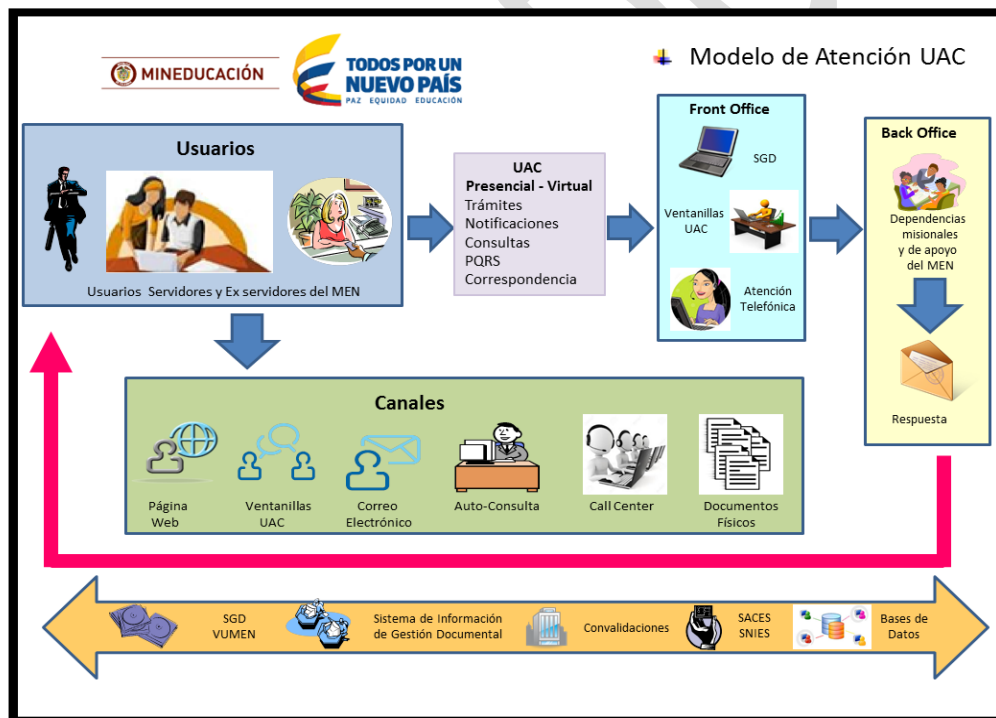 MINEDUCACIÓN
TODOS POR UN
NUEVO PAÍS
PAZ EQUIDAD EDUCACIÓN
Modelo de Atención UAC
Usuarios
Usuarios Servidores y Ex servidores del MEN
UAC
Presencial - Virtual
Trámites
Notificaciones
Consultas
PQRS
Correspondencia
Front Office
SGD
Ventanillas
UAC
Atención
Telefónica
Back Office
Dependencias
misionales
y de apoyo
del MEN
Respuesta
Canales
Página
Web
Ventanillas
UAC
Correo
Electrónico
Auto-Consulta
Call Center
Documentos
Físicos
SGD
VUMEN
Sistema de Información
de Gestión Documental
Convalidaciones
SACES
SNIES
Bases de
Datos